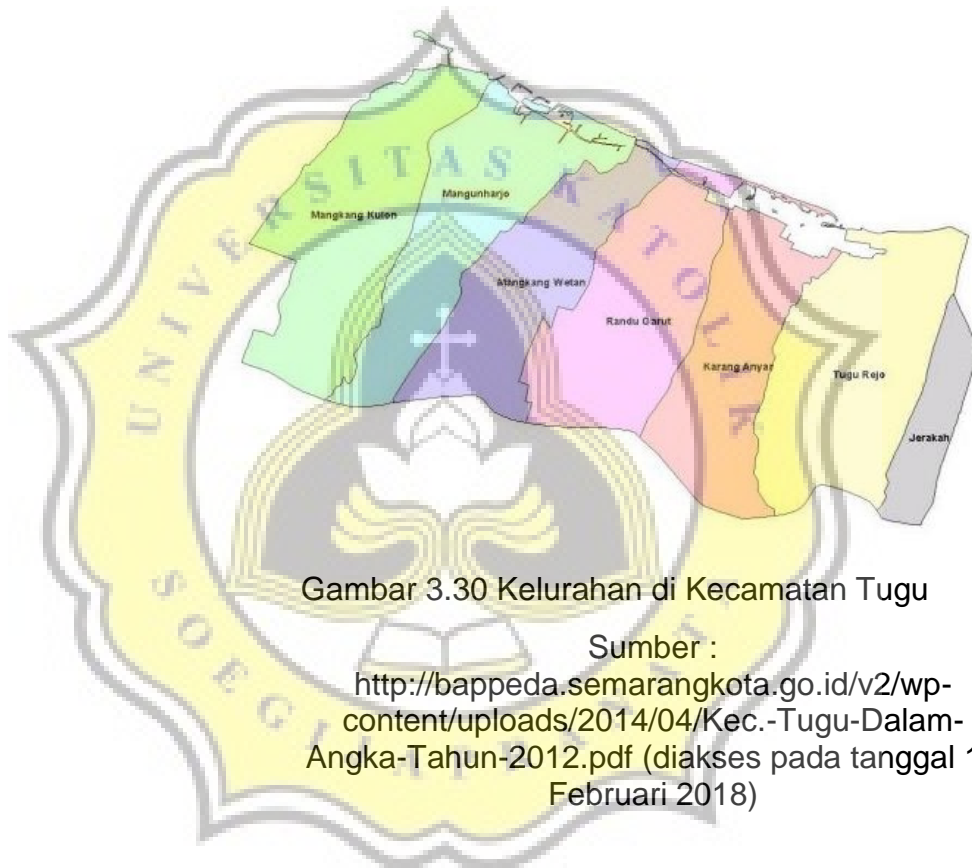 UNIVERSITAS KATOLIK
SOEGIJAPRANATA
Mangkang Kulon
Mangunharjo
Mangkang Wetan
Randu Garut
Karang Anyar
Tugu Rejo
Jerakah
Gambar 3.30 Kelurahan di Kecamatan Tugu
Sumber :
http://bappeda.semarangkota.go.id/v2/wp-
content/uploads/2014/04/Kec.-Tugu-Dalam-
Angka-Tahun-2012.pdf (diakses pada tanggal
Februari 2018)